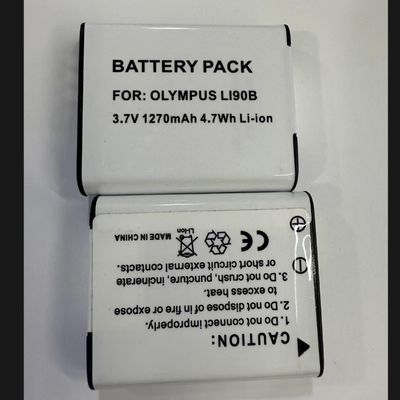 BATTERY PACK
FOR: OLYMPUS LI90B
3.7V 1270mAh 4.7Wh Li-ion
CAUTION:
1. Do not connect improperly.
2. Do not dispose of in fire or expose
to excess heat.
3. Do not crush, puncture, incinerate
or short circuit external contacts.
CE
Li-ion
MADE IN CHINA